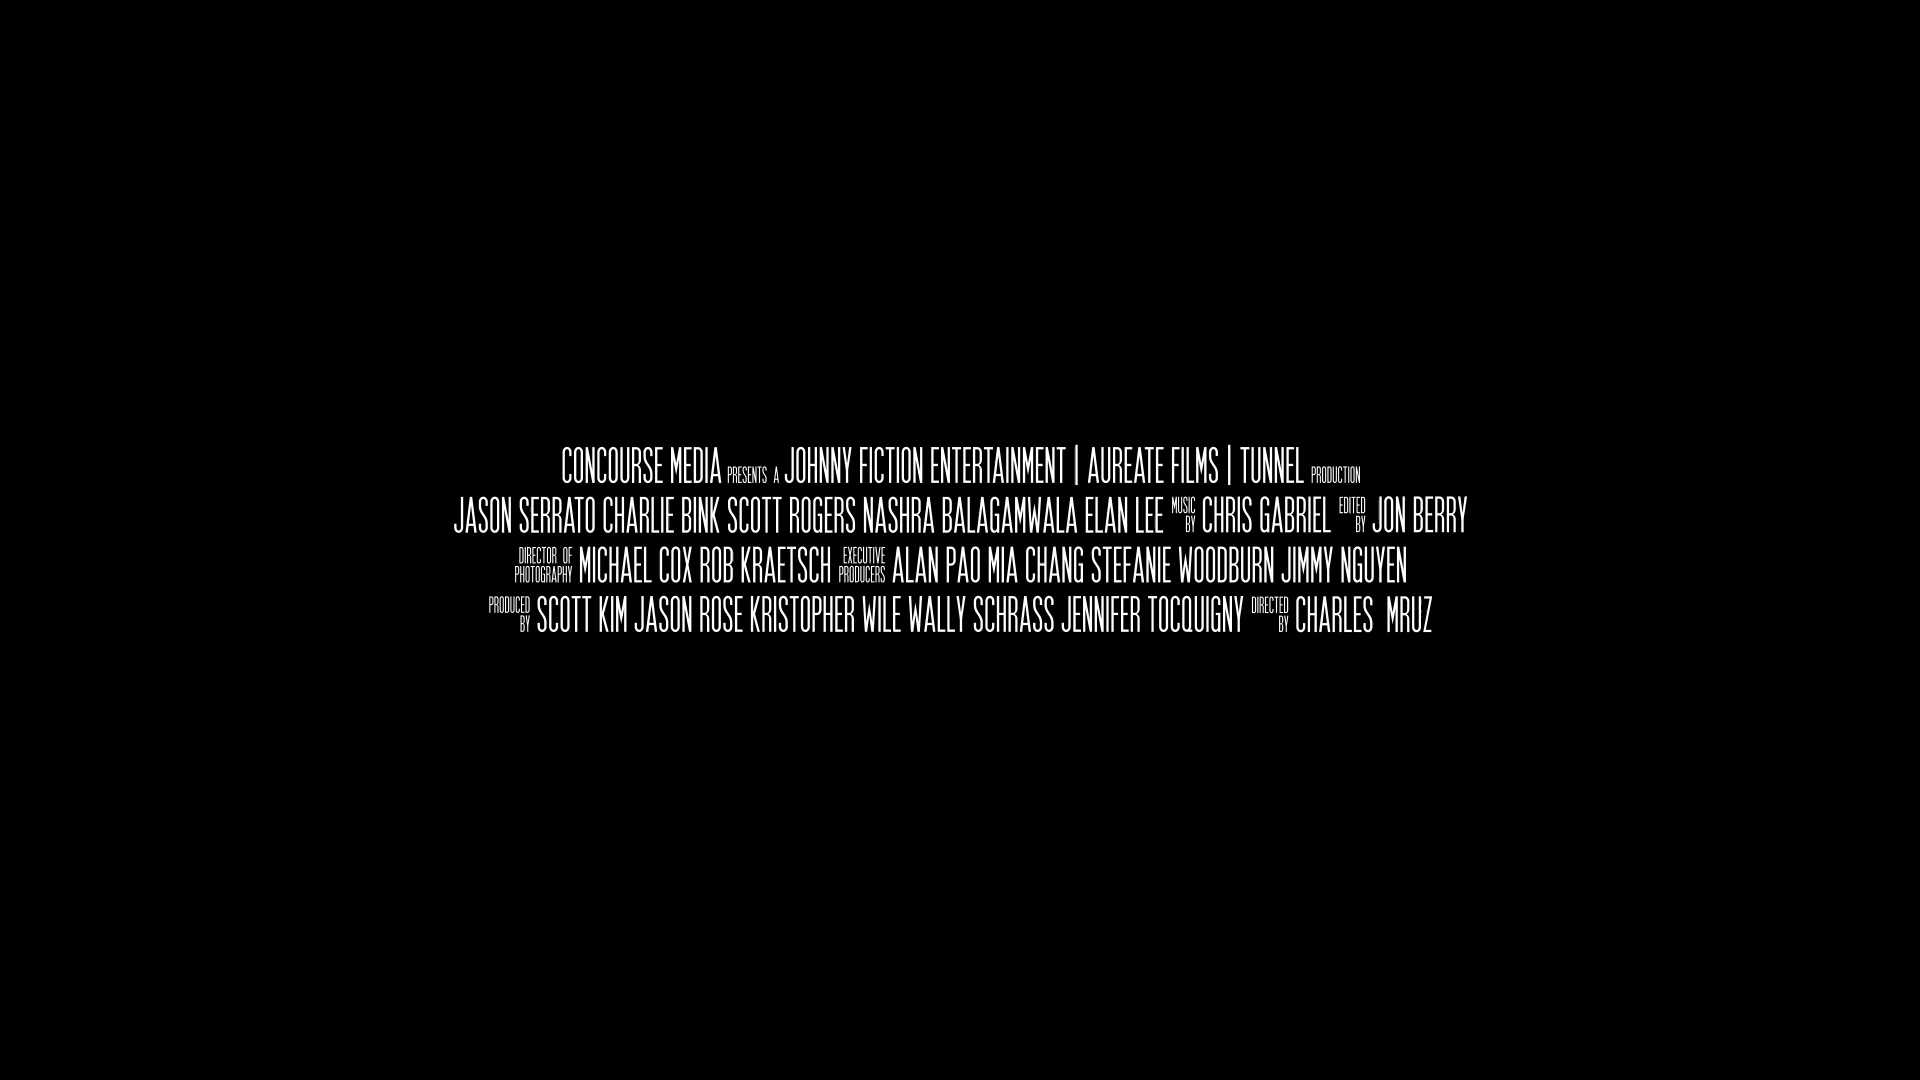 CONCOURSE MEDIA PRESENTS A JOHNNY FICTION ENTERTAINMENT | AUREATE FILMS | TUNNEL PRODUCTION
JASON SERRATO CHARLIE BINK SCOTT ROGERS NASHRA BALAGAMWALA ELAN LEE MUSIC BY CHRIS GABRIEL EDITED BY JON BERRY
DIRECTOR OF PHOTOGRAPHY MICHAEL COX ROB KRAETSCH EXECUTIVE PRODUCERS ALAN PAO MIA CHANG STEFANIE WOODBURN JIMMY NGUYEN
PRODUCED BY SCOTT KIM JASON ROSE KRISTOPHER WILE WALLY SCHRASS JENNIFER TOCQUIGNY DIRECTED BY CHARLES MRUZ